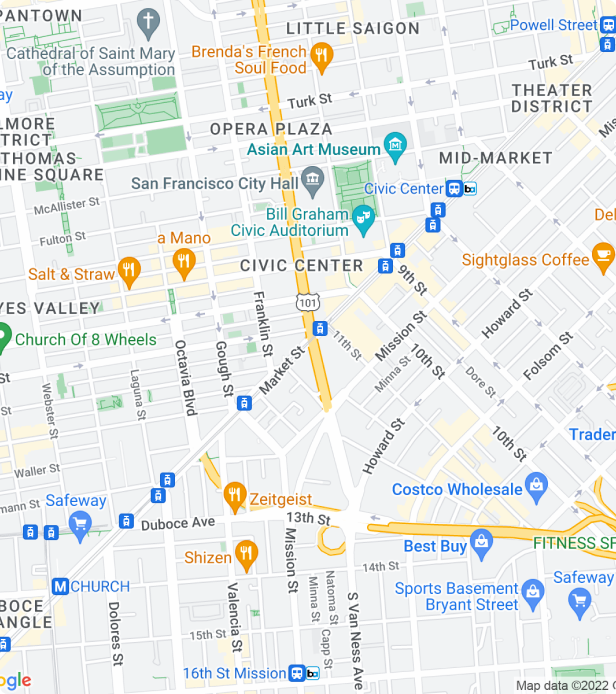 PANTOWN
LITTLE SAIGON
Powell Street
Cathedral of Saint Mary
of the Assumption
Brenda's French
Soul Food
THEATER
DISTRICT
ay
Turk St
LMORE
TRICT
OPERA PLAZA
Mis
THOMAS
INE SQUARE
Asian Art Museum
MID-MARKET
San Francisco City Hall
Civic Center
ba
McAllister St
Bill Graham
Civic Auditorium
Del
Fulton St
a Mano
Salt & Straw
CIVIC CENTER
Sightglass Coffee
9th St
YES VALLEY
101
Howard St
Church Of 8 Wheels
Franklin St
11th St
Mission St
Octavia Blvd
Gough St
Market St
10th St
Folsom St
St
Laguna St
Minna St
Dore St
Webster St
Howard St
10th St
Trader
Waller St
Costco Wholesale
mann St
Safeway
Zeitgeist
Duboce Ave
13th St
Best Buy
FITNESS SF
Shizen
14th St
CHURCH
M
Mission St
Natoma St
Minna St
Sports Basement
Bryant Street
Safeway
BOCE
ANGLE
Dolores St
Valencia St
15th St
Capp St
S Van Ness Ave
16th St Mission
ba
ogle
Map data ©2022 G